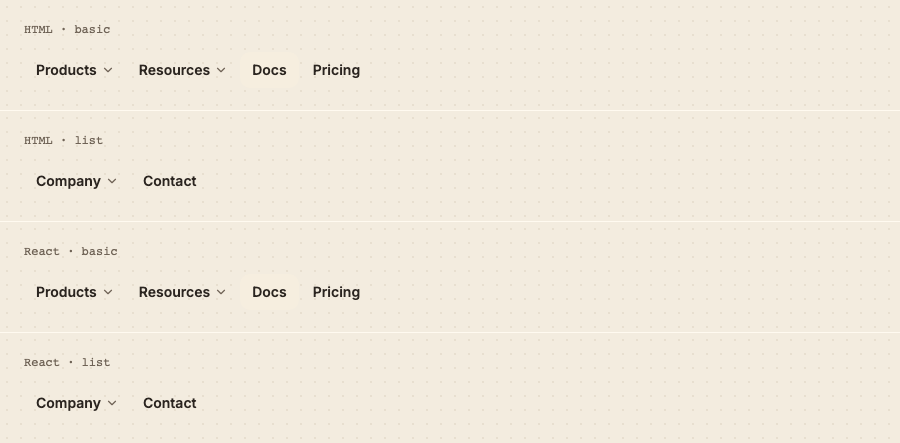 HTML · basic
Products Resources Docs Pricing
HTML · list
Company Contact
React · basic
Products Resources Docs Pricing
React · list
Company Contact